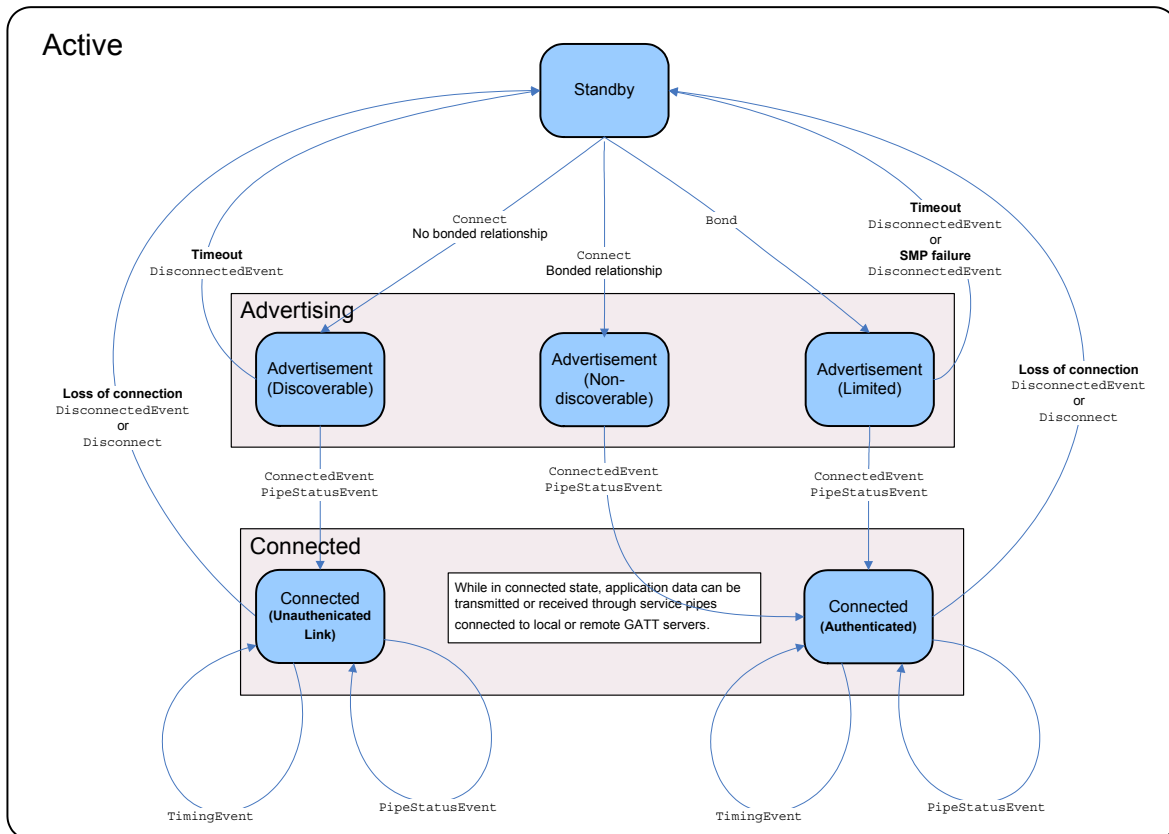 Active
Standby
Connect
No bonded relationship
Connect
Bonded relationship
Bond
Timeout
DisconnectedEvent
or
SMP failure
DisconnectedEvent
Timeout
DisconnectedEvent
Advertising
Advertisement
(Discoverable)
Advertisement
(Non-
discoverable)
Advertisement
(Limited)
Loss of connection
DisconnectedEvent
or
Disconnect
Loss of connection
DisconnectedEvent
or
Disconnect
ConnectedEvent
PipeStatusEvent
ConnectedEvent
PipeStatusEvent
ConnectedEvent
PipeStatusEvent
Connected
Connected
(Unauthenicated
Link)
While in connected state, application data can be
transmitted or received through service pipes
connected to local or remote GATT servers.
Connected
(Authenticated)
TimingEvent
PipeStatusEvent
TimingEvent
PipeStatusEvent